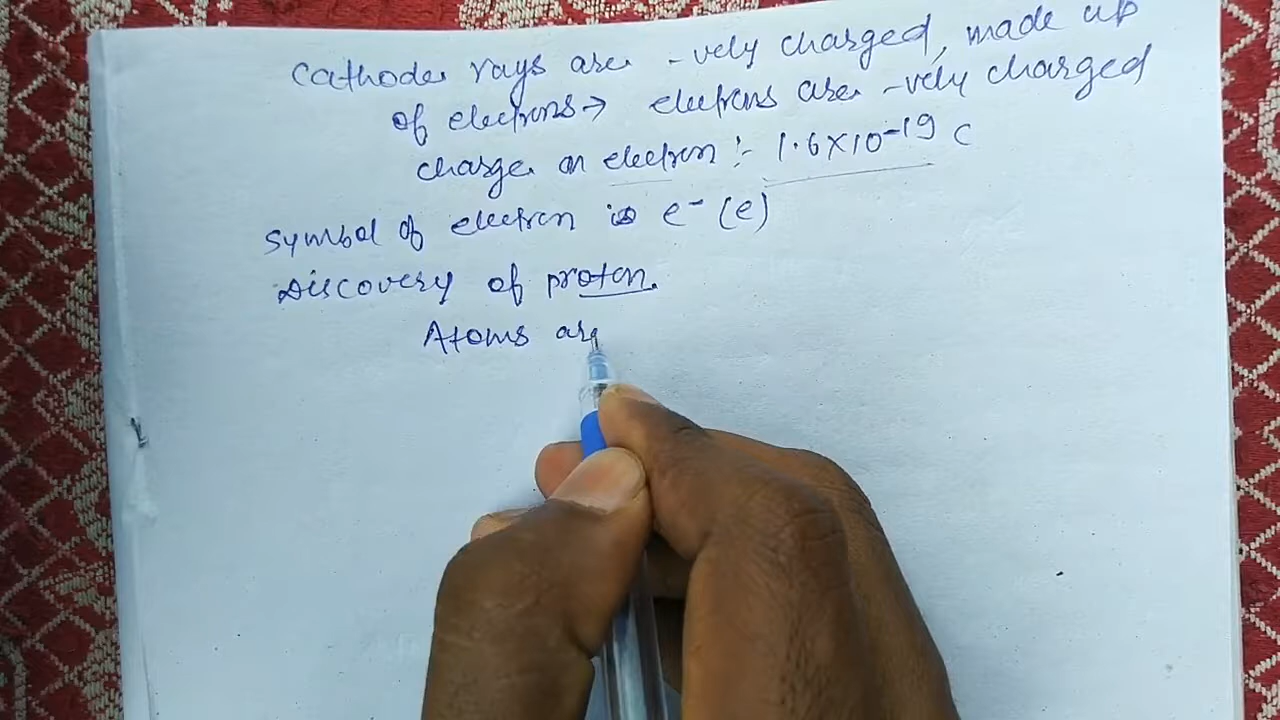 Cathode rays are -vely charged, made up
of electrons → electrons are -vely charged
charge on electron :- 1.6×10-19 C
Symbol of electron is e- (e)
Discovery of proton.
Atoms are